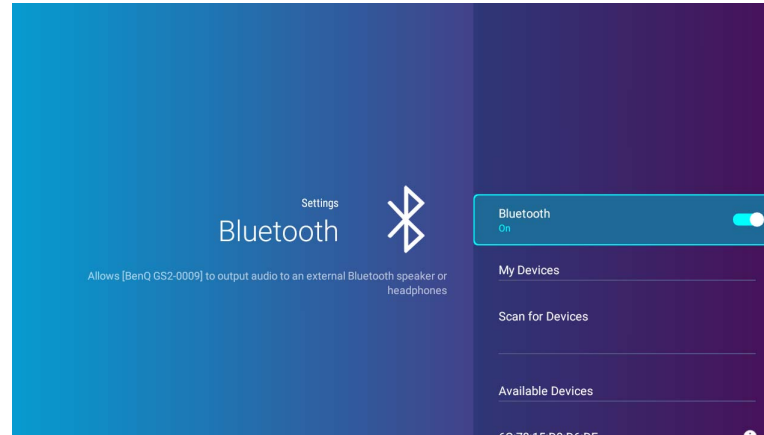 Settings
Bluetooth
Allows [BenQ GS2-0009] to output audio to an external Bluetooth speaker or
headphones
Bluetooth
On
My Devices
Scan for Devices
Available Devices